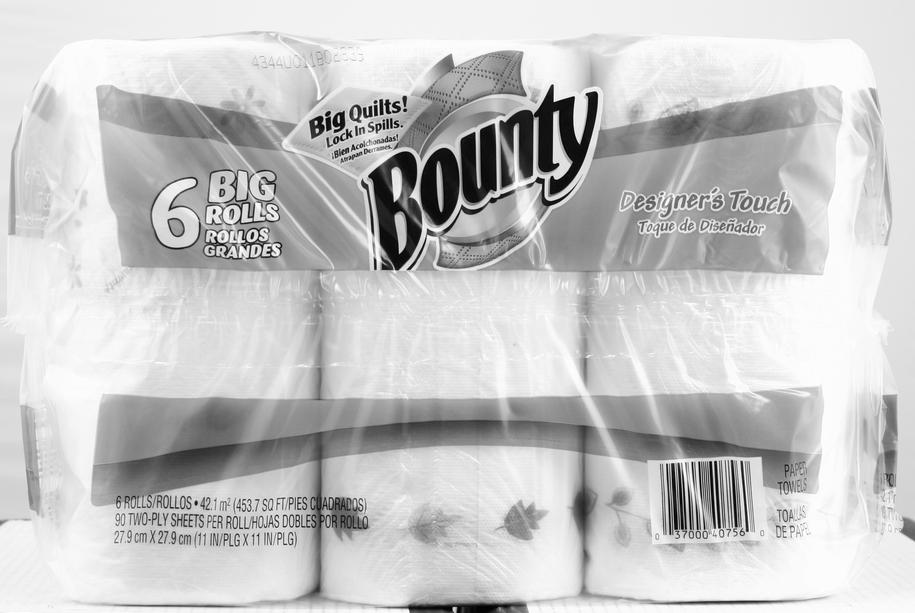 4344U011802839
Big Quilts!
Lock In Spills.
¡Bien Acolchonadas!
Atrapan Derrames.
Bounty
6 BIG
ROLLS
ROLLOS
GRANDES
Designer's Touch
Toque de Diseñador
6 ROLLS/ROLLOS • 42.1 m² (453.7 SQ FT/PIES CUADRADOS)
90 TWO-PLY SHEETS PER ROLL/HOJAS DOBLES POR ROLLO
27.9 cm X 27.9 cm (11 IN/PLG X 11 IN/PLG)
0 37000 40756 0
PAPER
TOWELS
TOALLAS
DE PAPEL